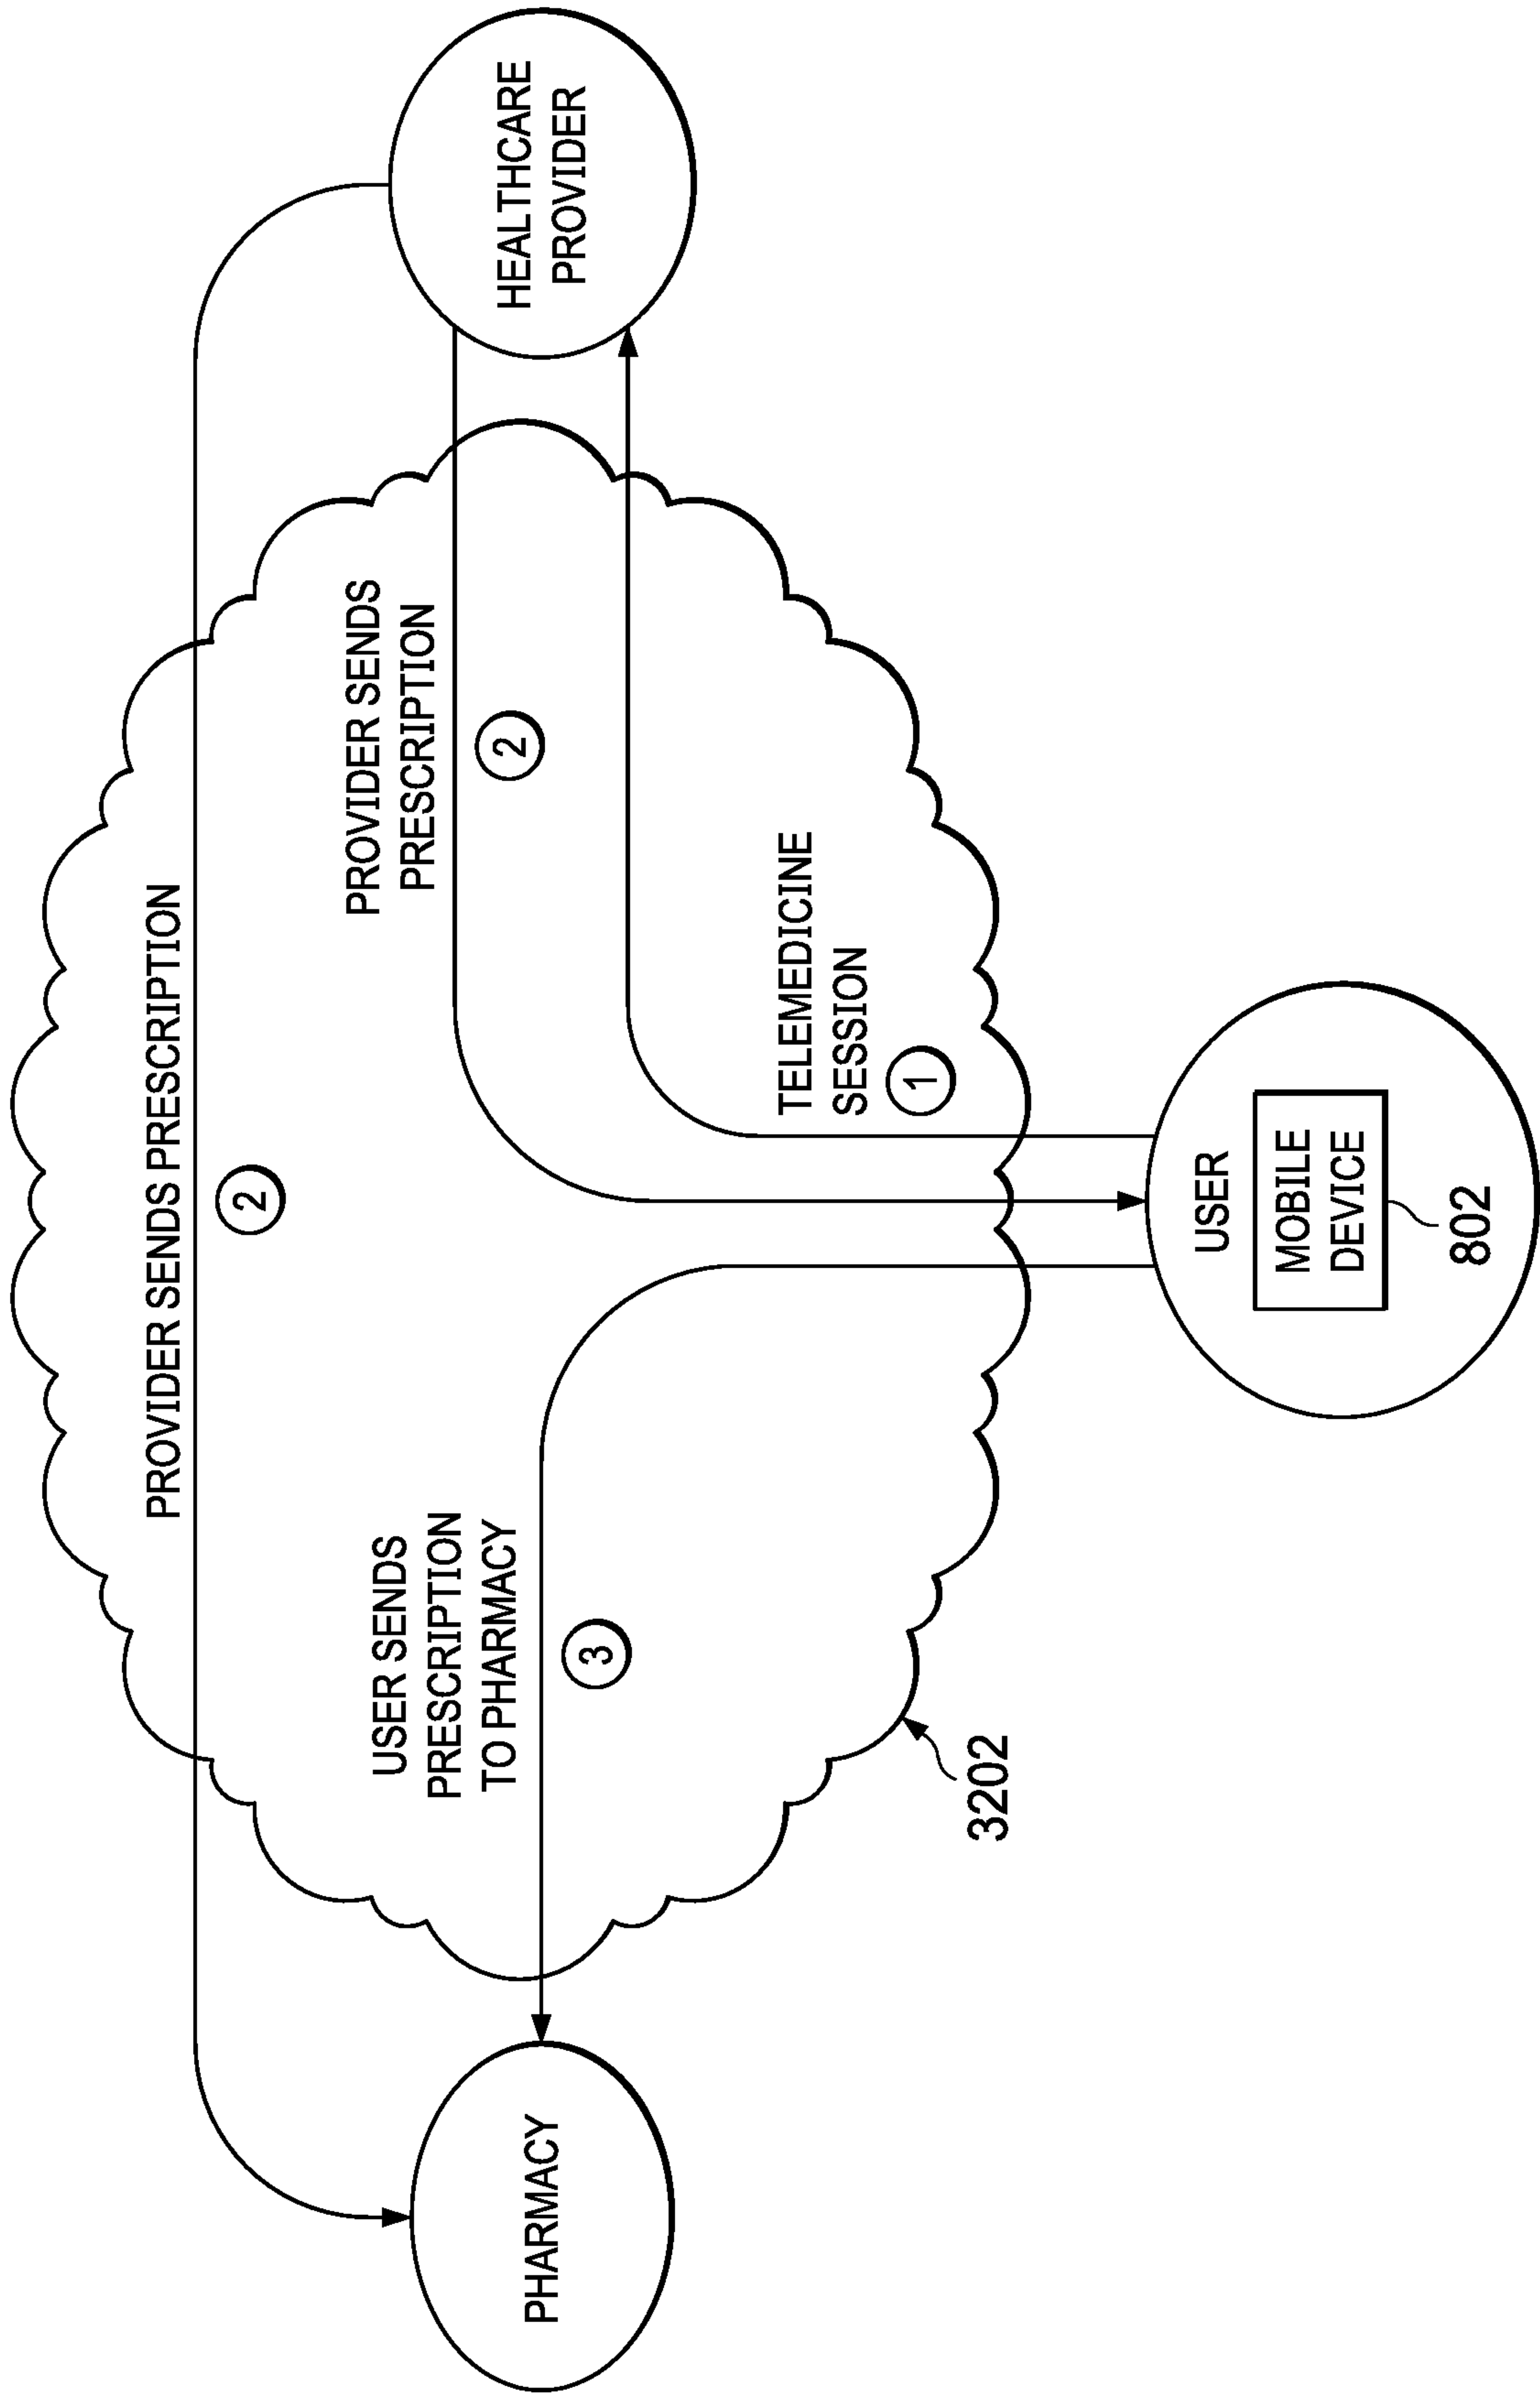 PROVIDER SENDS PRESCRIPTION
2
PROVIDER SENDS
PRESCRIPTION
2
USER SENDS
PRESCRIPTION
TO PHARMACY
3
PHARMACY
HEALTHCARE
PROVIDER
TELEMEDICINE
SESSION
1
3202
USER
MOBILE
DEVICE
802